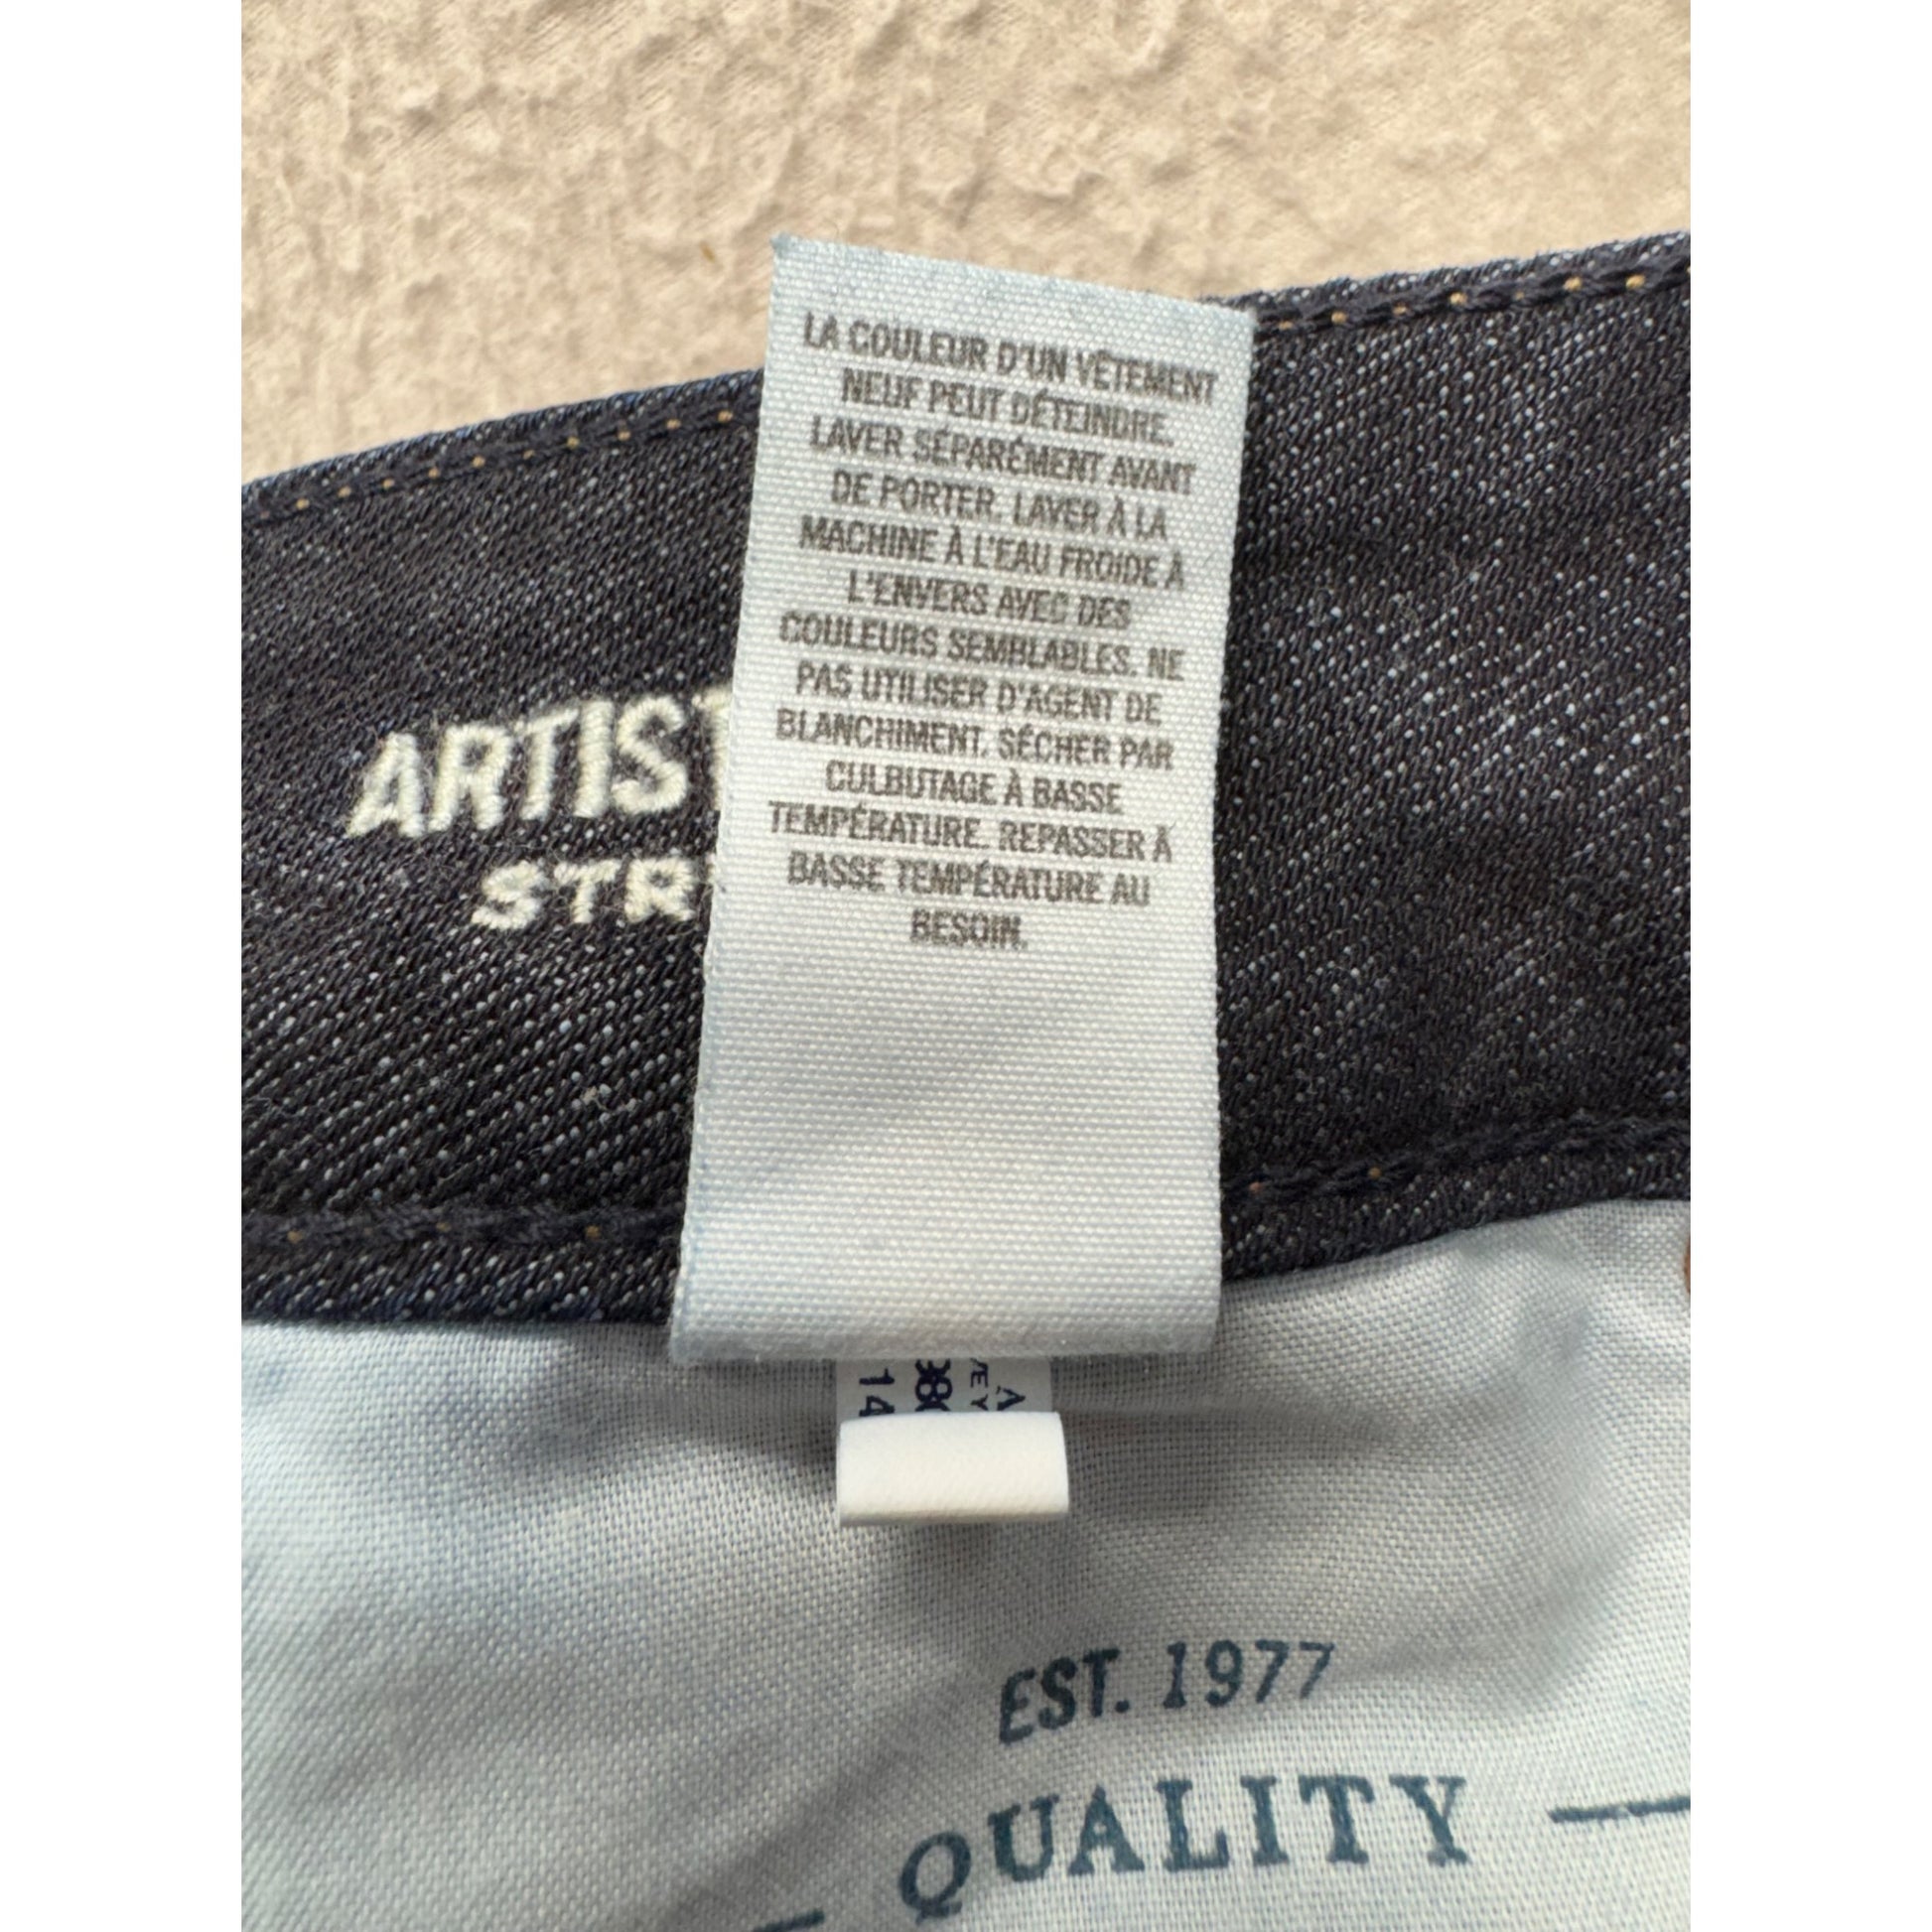 LA COULEUR D'UN VÊTEMENT
NEUF PEUT DÉTEINDRE.
LAVER SÉPARÉMENT AVANT
DE PORTER. LAVER À LA
MACHINE À L'EAU FROIDE À
L'ENVERS AVEC DES
COULEURS SEMBLABLES. NE
PAS UTILISER D'AGENT DE
BLANCHIMENT. SÉCHER PAR
CULBUTAGE À BASSE
TEMPÉRATURE. REPASSER À
BASSE TEMPÉRATURE AU
BESOIN.
ARTIST
STR
14
EST. 1977
QUALITY